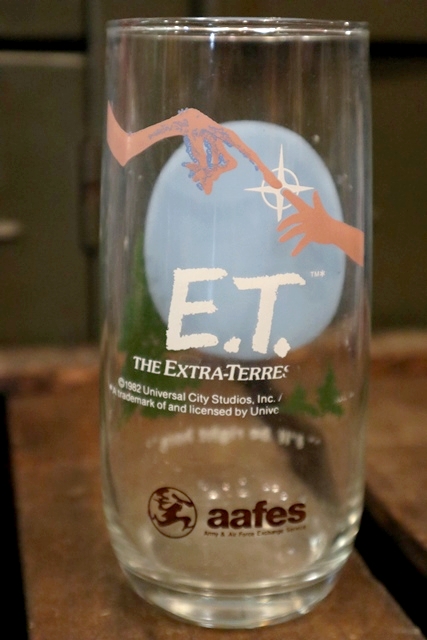 E.T.™
THE EXTRA-TERRES
©1982 Universal City Studios, Inc.
*A trademark of and licensed by Unive
aafes
Army & Air Force Exchange Service